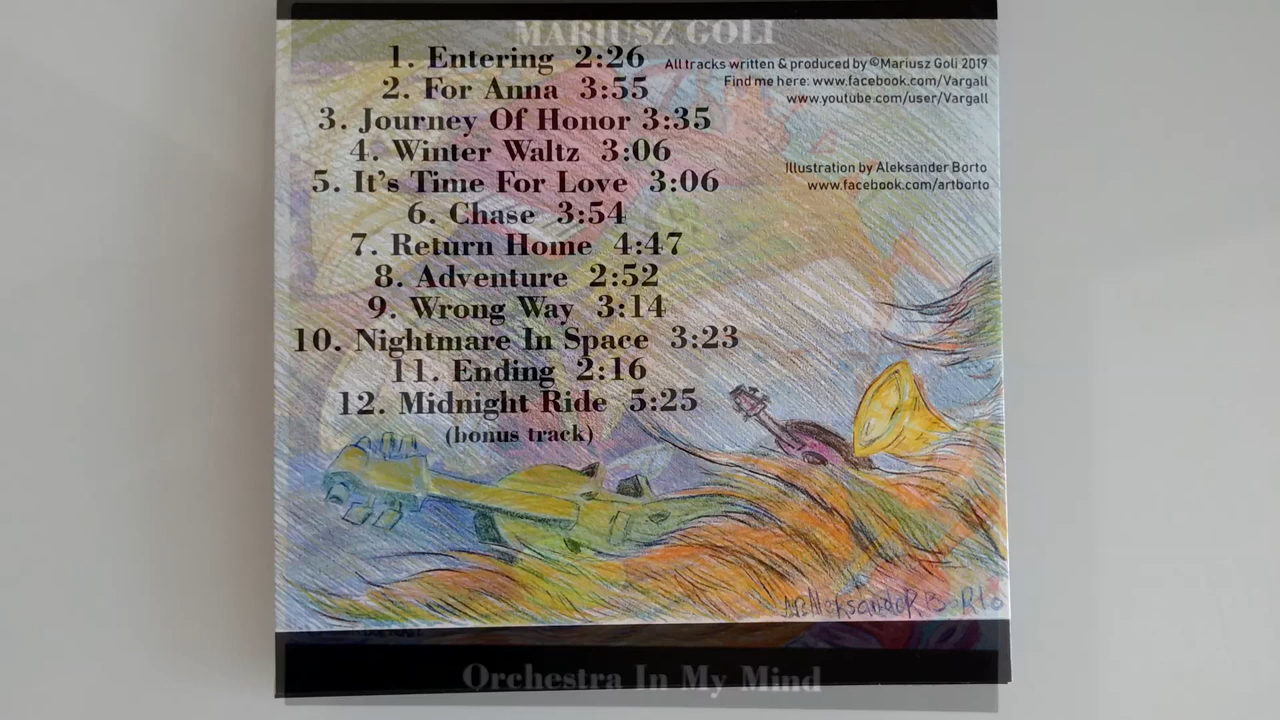 MARIUSZ GOLI
1. Entering 2:26
2. For Anna 3:55
3. Journey Of Honor 3:35
4. Winter Waltz 3:06
5. It's Time For Love 3:06
6. Chase 3:54
7. Return Home 4:47
8. Adventure 2:52
9. Wrong Way 3:14
10. Nightmare In Space 3:23
11. Ending 2:16
12. Midnight Ride 5:25
(bonus track)
All tracks written & produced by ©Mariusz Goli 2019
Find me here: www.facebook.com/Vargall
www.youtube.com/user/Vargall
Illustration by Aleksander Borto
www.facebook.com/artborto
Aleksander Borto
Orchestra In My Mind